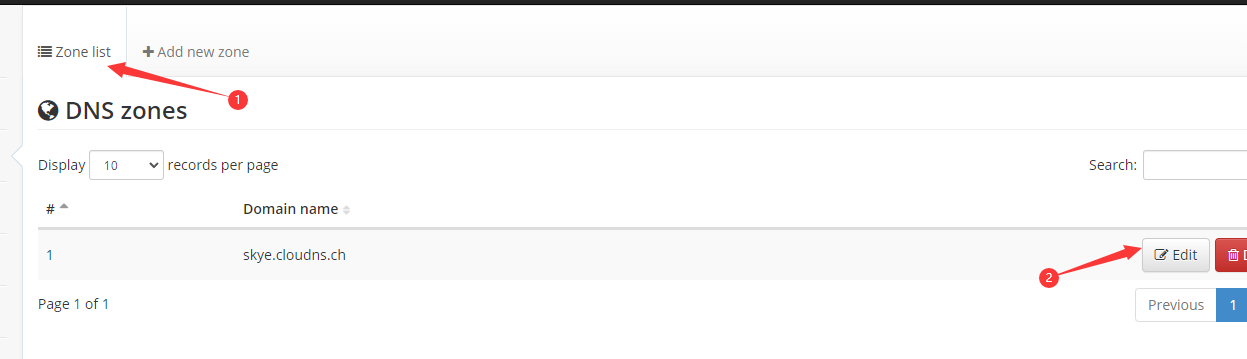 Zone list Add new zone
1
DNS zones
Display 10 records per page Search:
# Domain name
1 skye.cloudns.ch Edit
2
Page 1 of 1 Previous 1